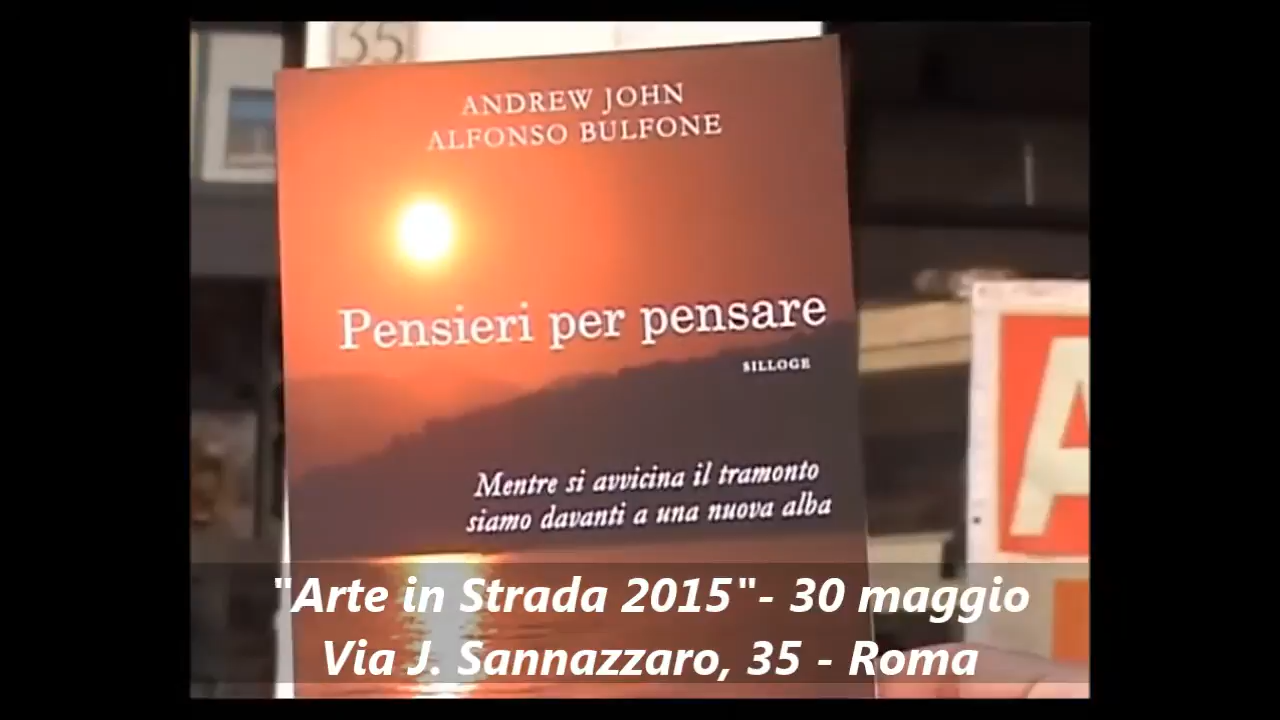 35
ANDREW JOHN
ALFONSO BULFONE
Pensieri per pensare
SILLOGE
Mentre si avvicina il tramonto
siamo davanti a una nuova alba
A
"Arte in Strada 2015"- 30 maggio
Via J. Sannazzaro, 35 - Roma